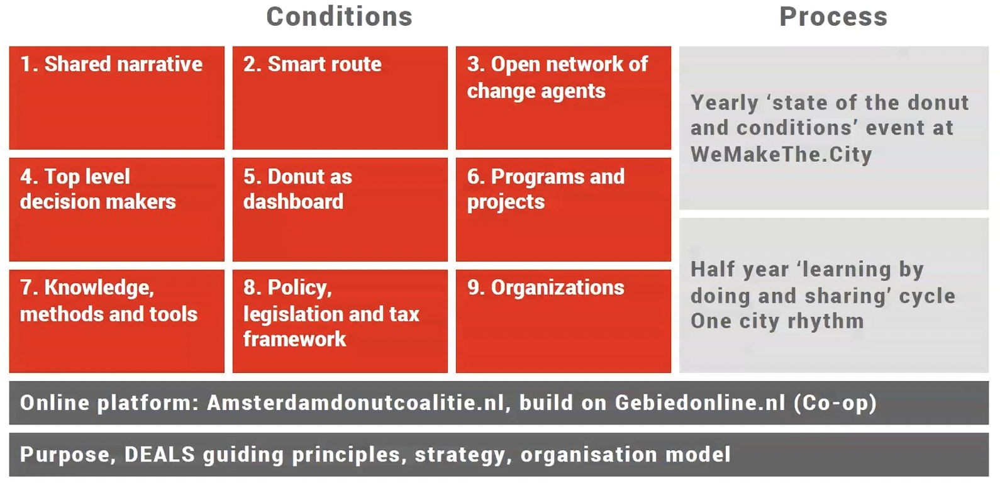 Conditions
Process
1. Shared narrative
2. Smart route
3. Open network of
change agents
4. Top level
decision makers
5. Donut as
dashboard
6. Programs and
projects
7. Knowledge,
methods and tools
8. Policy,
legislation and tax
framework
9. Organizations
Yearly ‘state of the donut
and conditions’ event at
WeMakeThe.City
Half year ‘learning by
doing and sharing’ cycle
One city rhythm
Online platform: Amsterdamdonutcoalitie.nl, build on Gebiedonline.nl (Co-op)
Purpose, DEALS guiding principles, strategy, organisation model